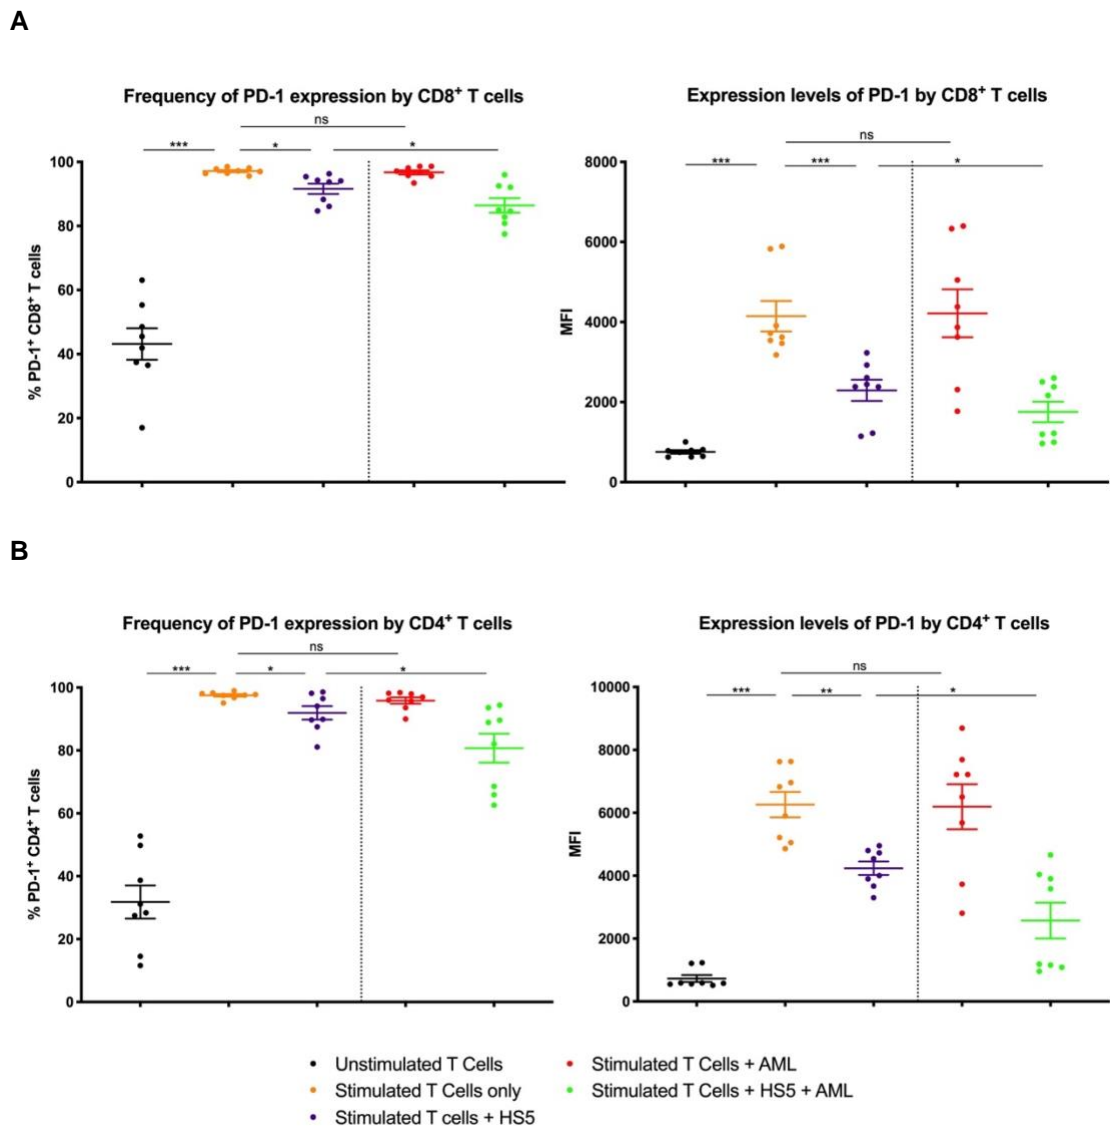 A
Frequency of PD-1 expression by CD8⁺ T cells
ns
*** * *
100
80
60
40
20
0
% PD-1⁺ CD8⁺ T cells
Expression levels of PD-1 by CD8⁺ T cells
ns
*** *** *
8000
6000
4000
2000
0
MFI
B
Frequency of PD-1 expression by CD4⁺ T cells
ns
*** * *
100
80
60
40
20
0
% PD-1⁺ CD4⁺ T cells
Expression levels of PD-1 by CD4⁺ T cells
ns
*** ** *
10000
8000
6000
4000
2000
0
MFI
Unstimulated T Cells
Stimulated T Cells only
Stimulated T cells + HS5
Stimulated T Cells + AML
Stimulated T Cells + HS5 + AML